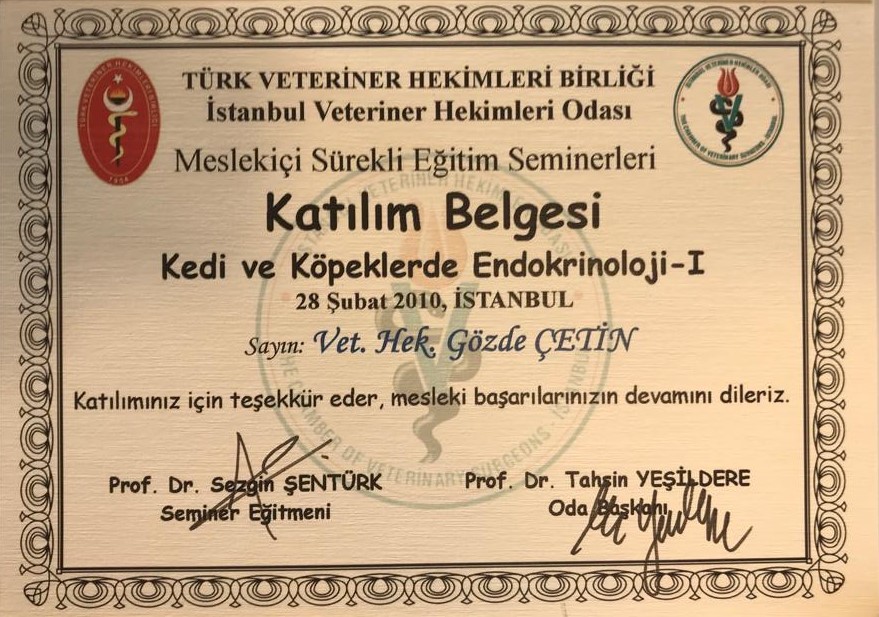 TÜRK VETERİNER HEKİMLERİ BİRLİĞİ
İstanbul Veteriner Hekimleri Odası
Meslekiçi Sürekli Eğitim Seminerleri
Katılım Belgesi
Kedi ve Köpeklerde Endokrinoloji-I
28 Şubat 2010, İSTANBUL
Sayın: Vet. Hek. Gözde ÇETİN
Katılımınız için teşekkür eder, mesleki başarılarınızın devamını dileriz.
Prof. Dr. Sezgin ŞENTÜRK
Seminer Eğitmeni
Prof. Dr. Tahsin YEŞİLDERE
Oda Başkanı